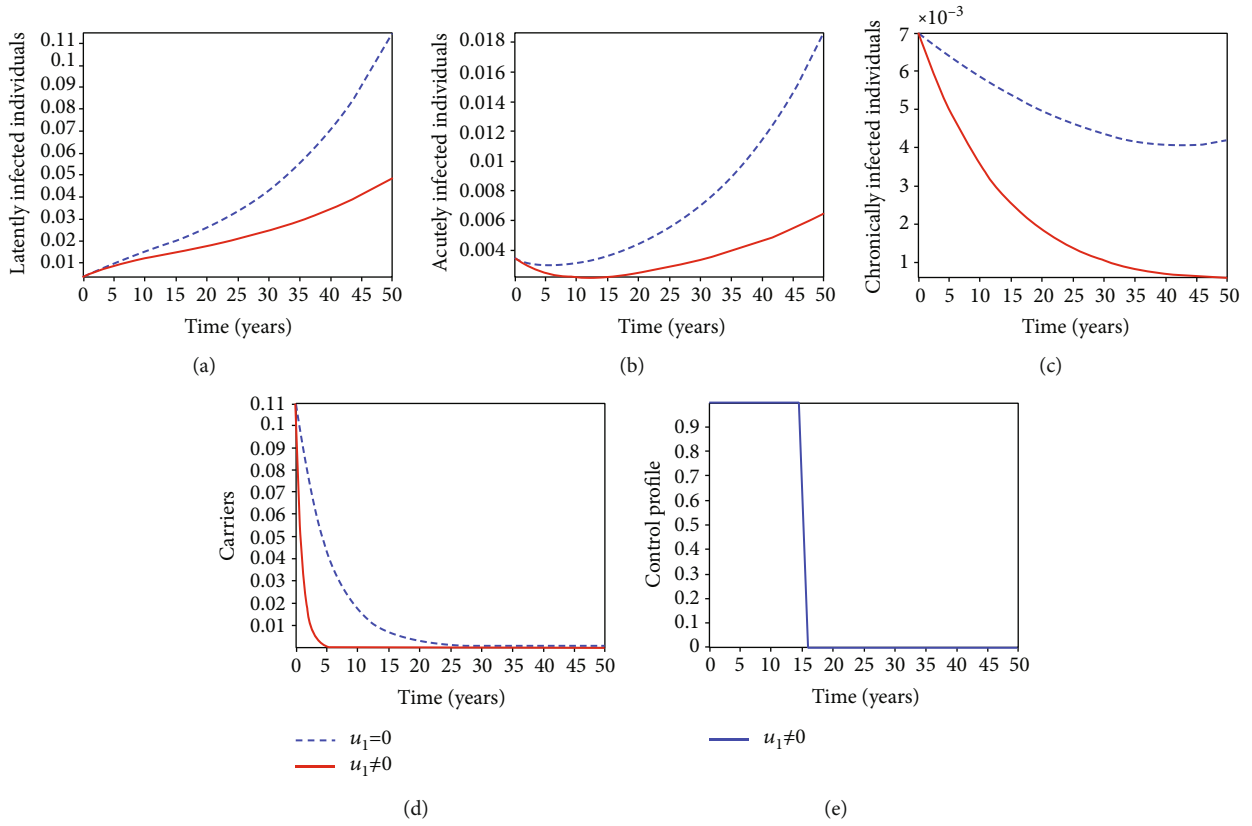 Latently infected individuals
0.11
0.1
0.09
0.08
0.07
0.06
0.05
0.04
0.03
0.02
0.01
0 5 10 15 20 25 30 35 40 45 50
Time (years)
(a)
Acutely infected individuals
0.018
0.016
0.014
0.012
0.01
0.008
0.006
0.004
0 5 10 15 20 25 30 35 40 45 50
Time (years)
(b)
Chronically infected individuals
×10⁻³
7
6
5
4
3
2
1
0 5 10 15 20 25 30 35 40 45 50
Time (years)
(c)
Carriers
0.11
0.1
0.09
0.08
0.07
0.06
0.05
0.04
0.03
0.02
0.01
0 5 10 15 20 25 30 35 40 45 50
Time (years)
u₁=0
u₁≠0
(d)
Control profile
0.9
0.8
0.7
0.6
0.5
0.4
0.3
0.2
0.1
0
0 5 10 15 20 25 30 35 40 45 50
Time (years)
u₁≠0
(e)